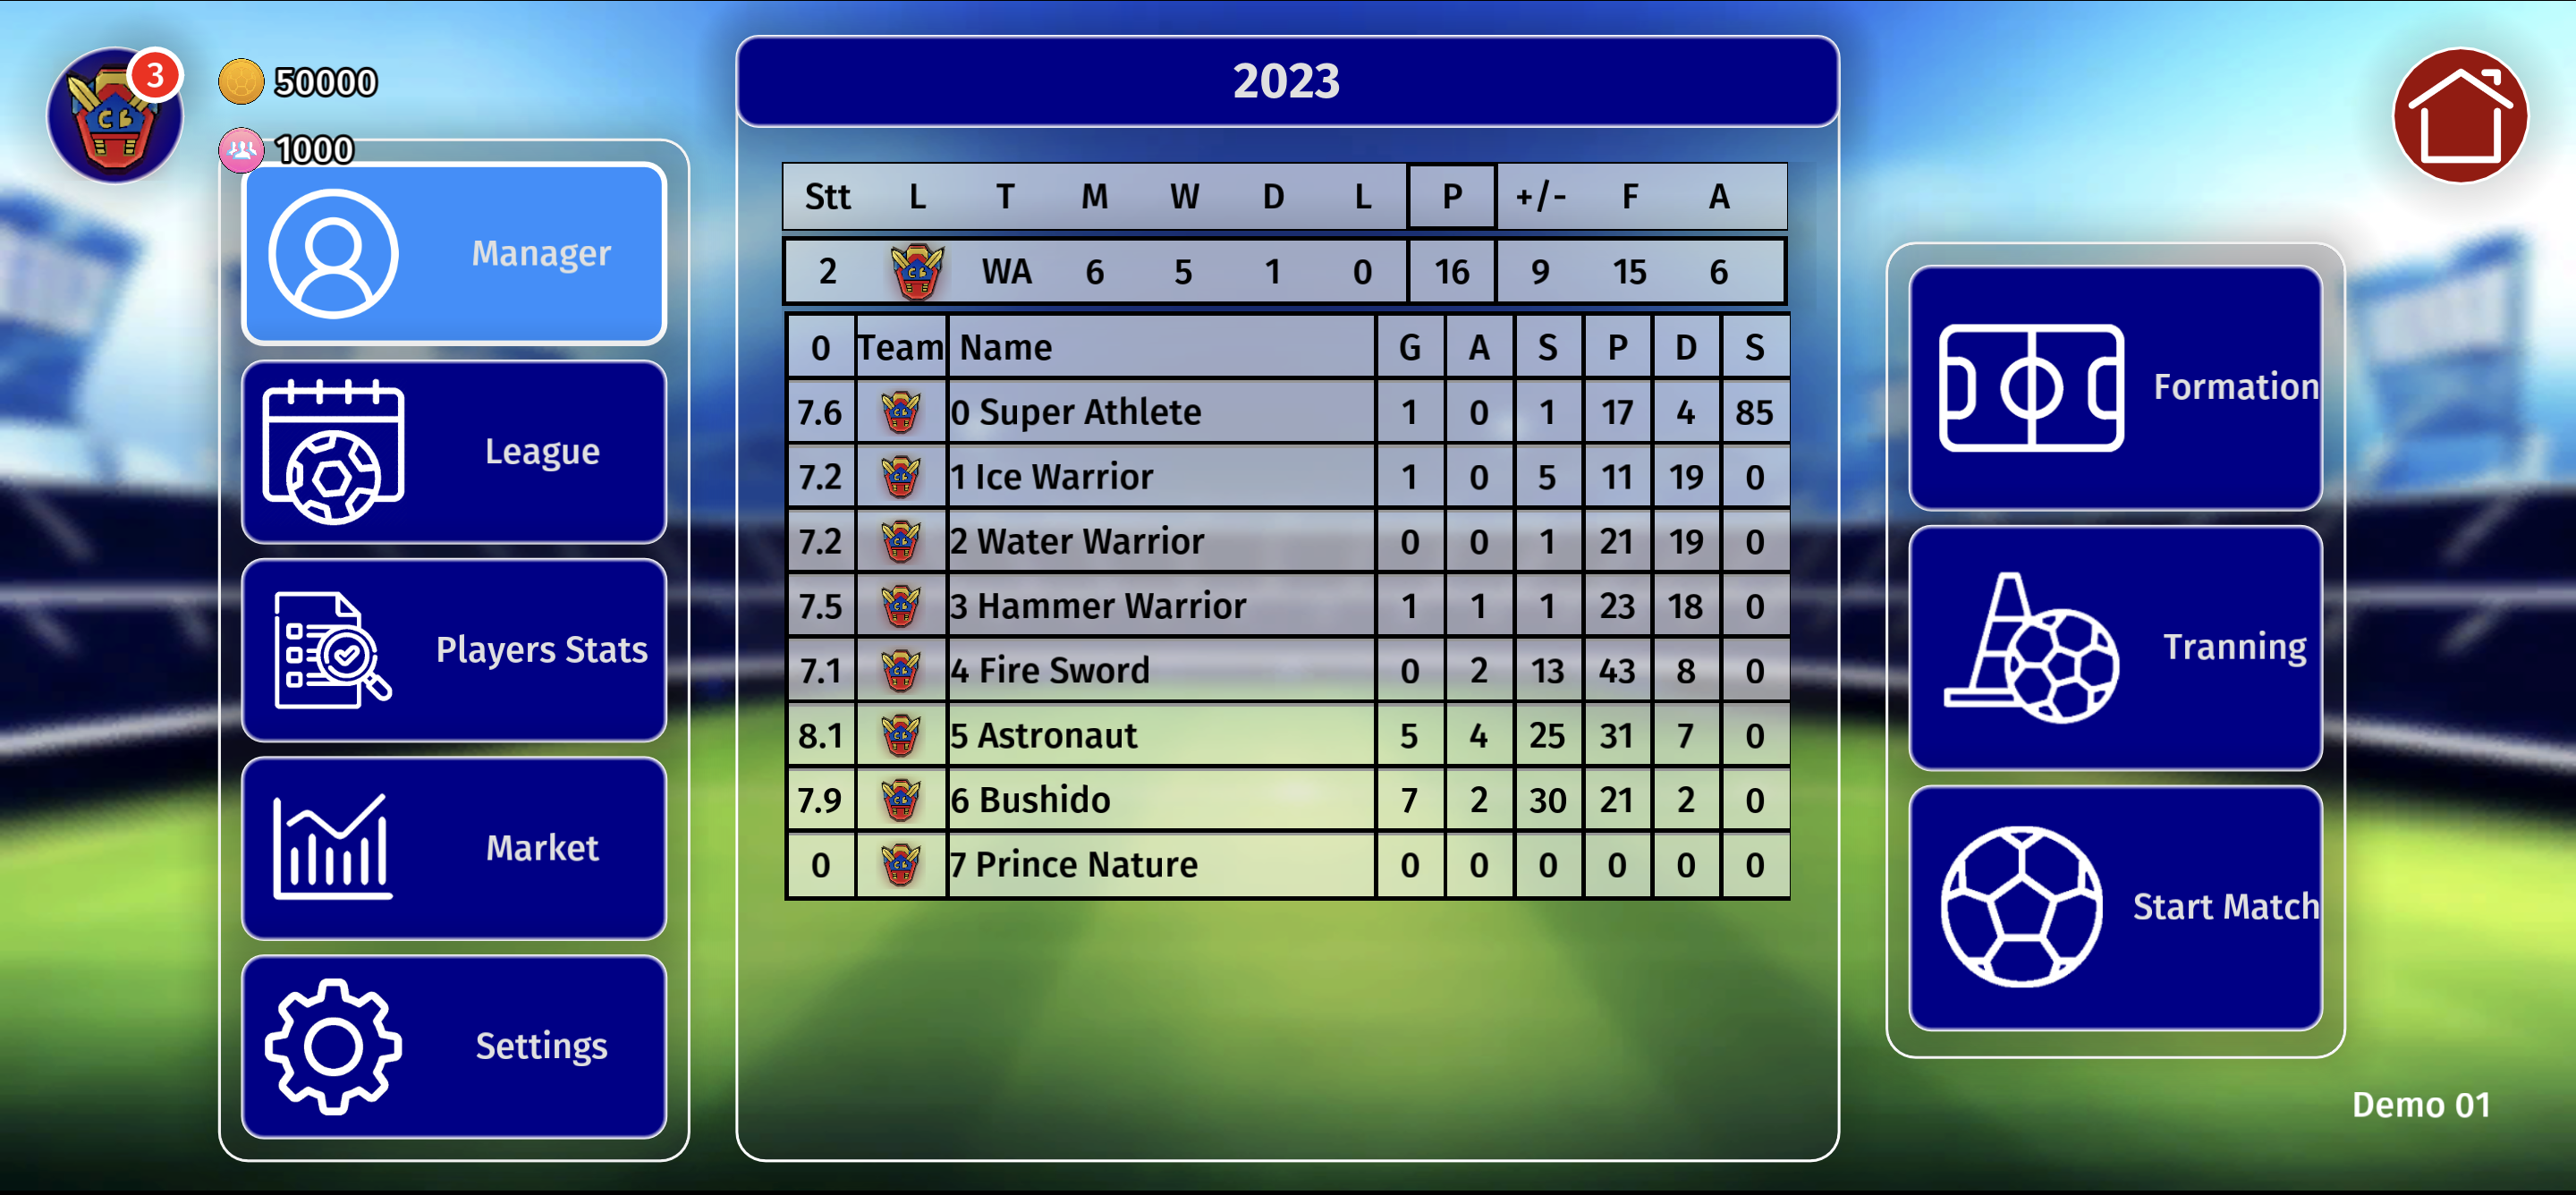 3
50000
1000
2023
Manager
League
Players Stats
Market
Settings
Stt L T M W D L P +/- F A
2 WA 6 5 1 0 16 9 15 6
0 Team Name G A S P D S
7.6 0 Super Athlete 1 0 1 17 4 85
7.2 1 Ice Warrior 1 0 5 11 19 0
7.2 2 Water Warrior 0 0 1 21 19 0
7.5 3 Hammer Warrior 1 1 1 23 18 0
7.1 4 Fire Sword 0 2 13 43 8 0
8.1 5 Astronaut 5 4 25 31 7 0
7.9 6 Bushido 7 2 30 21 2 0
0 7 Prince Nature 0 0 0 0 0 0
Formation
Tranning
Start Match
Demo 01